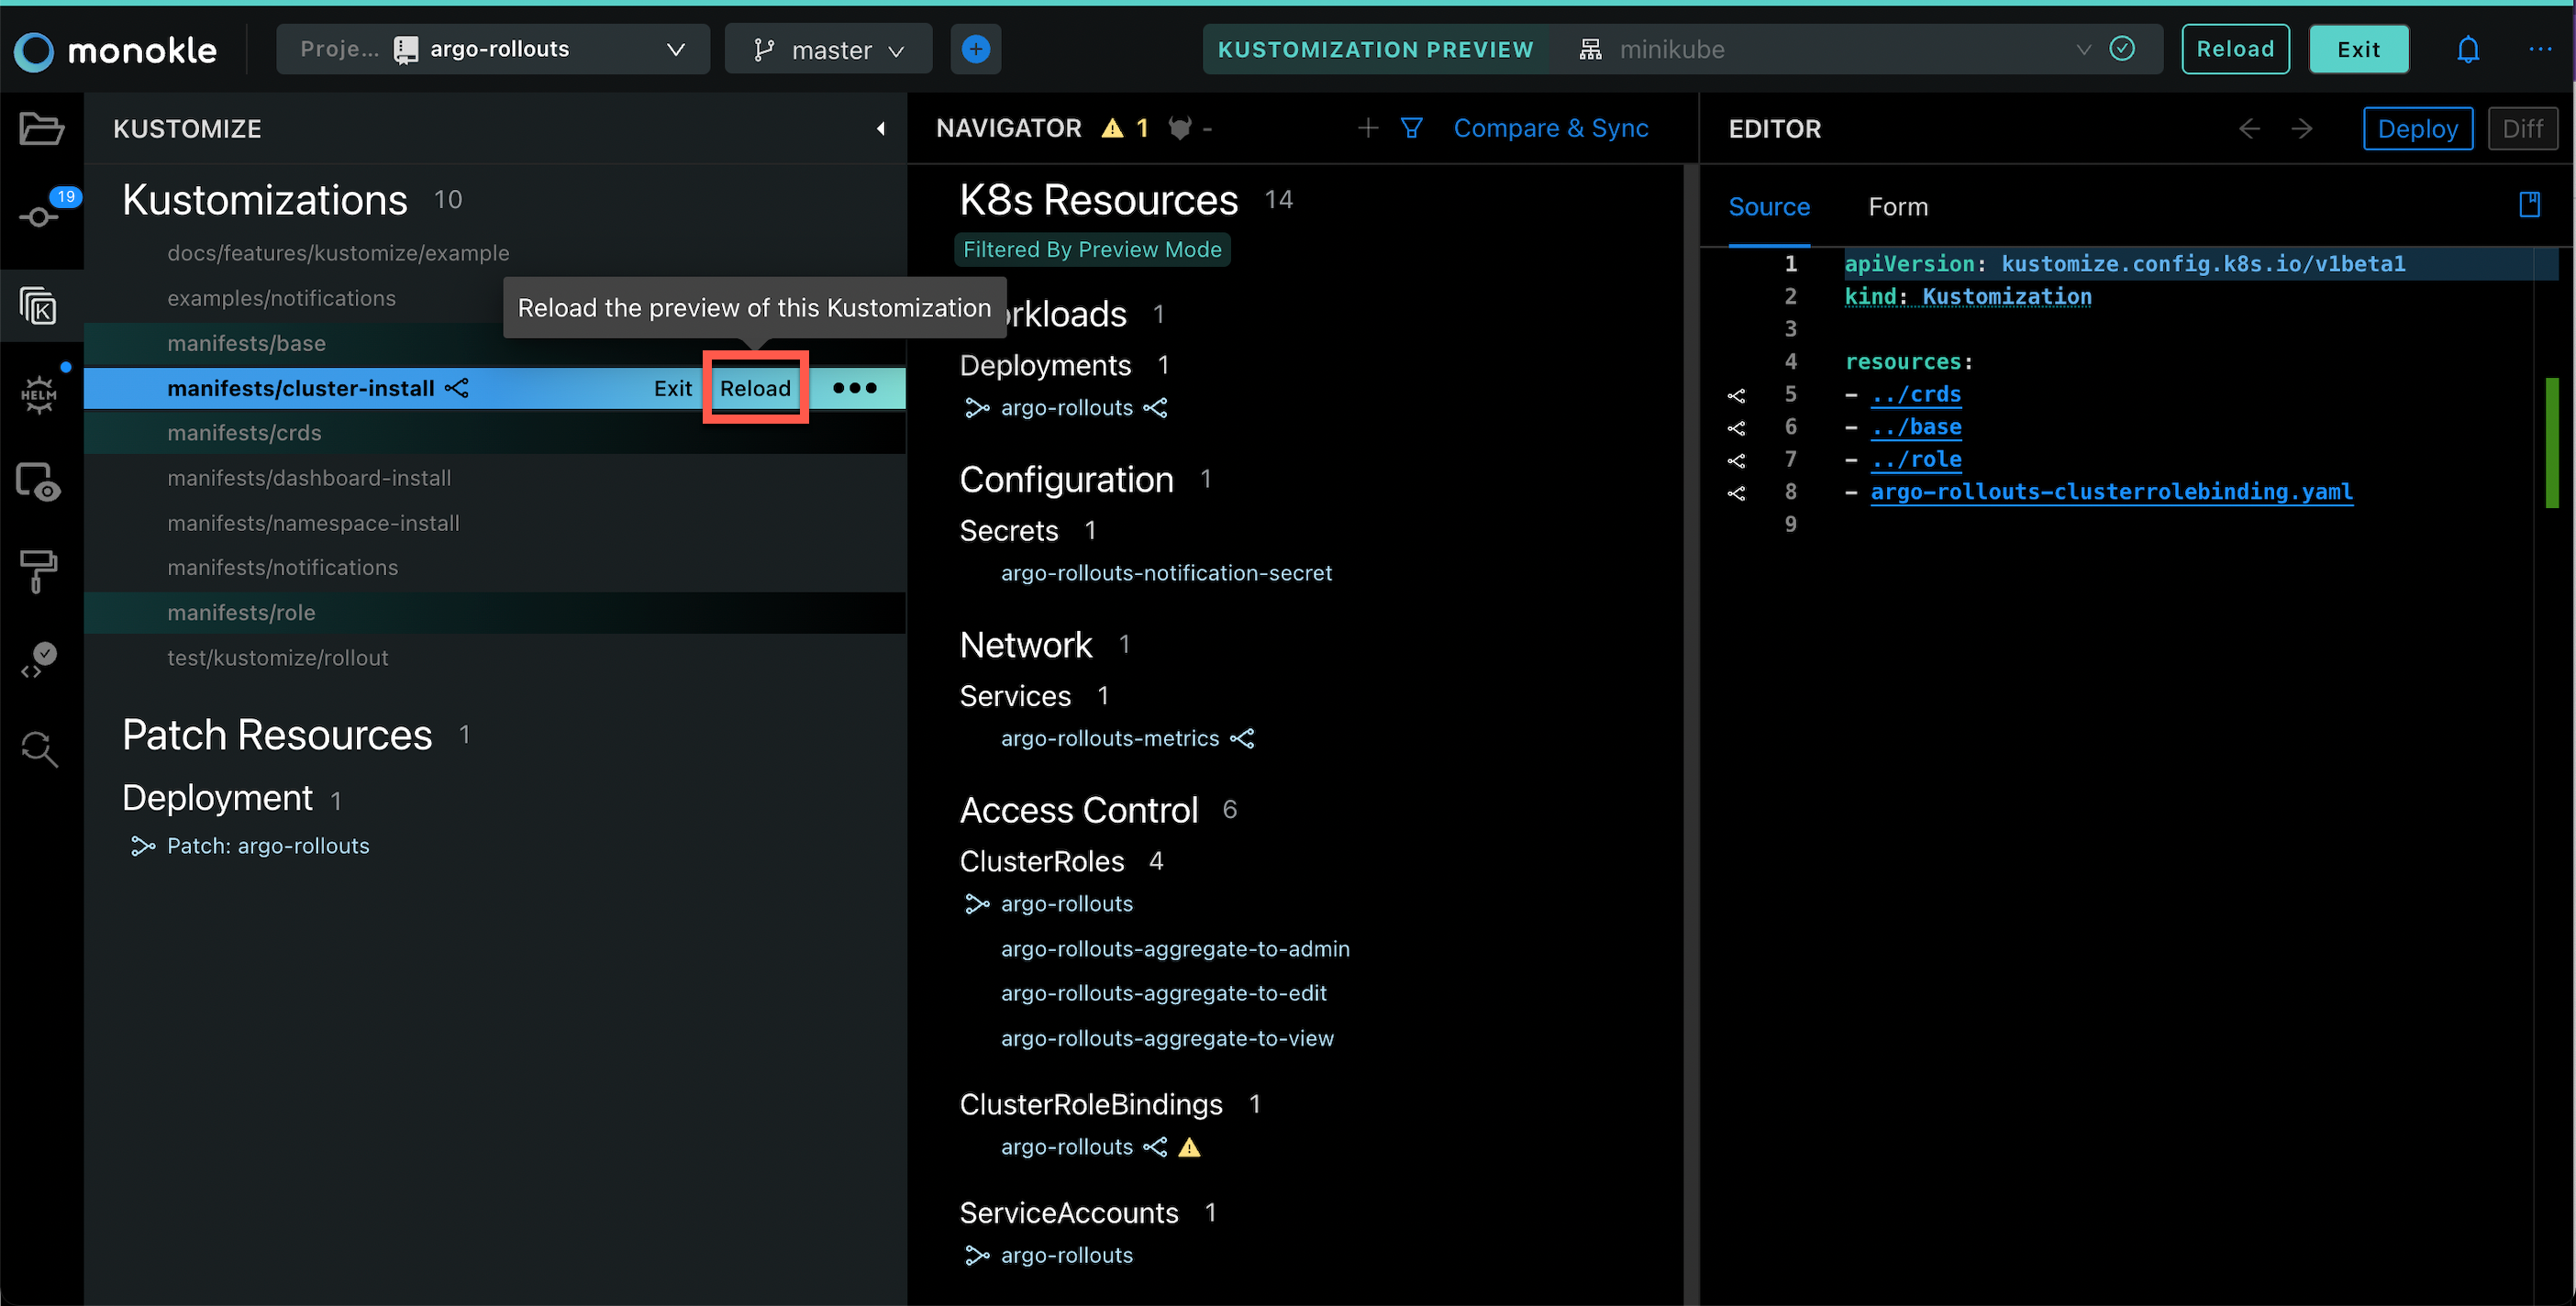 monokle
Proje... argo-rollouts
master
KUSTOMIZATION PREVIEW minikube
Reload
Exit
KUSTOMIZE
19
Kustomizations 10
docs/features/kustomize/example
examples/notifications
manifests/base
manifests/cluster-install Exit Reload
Reload the preview of this Kustomization
manifests/crds
manifests/dashboard-install
manifests/namespace-install
manifests/notifications
manifests/role
test/kustomize/rollout
Patch Resources 1
Deployment 1
Patch: argo-rollouts
HELM
NAVIGATOR 1 -
Compare & Sync
K8s Resources 14
Filtered By Preview Mode
rkloads 1
Deployments 1
argo-rollouts
Configuration 1
Secrets 1
argo-rollouts-notification-secret
Network 1
Services 1
argo-rollouts-metrics
Access Control 6
ClusterRoles 4
argo-rollouts
argo-rollouts-aggregate-to-admin
argo-rollouts-aggregate-to-edit
argo-rollouts-aggregate-to-view
ClusterRoleBindings 1
argo-rollouts
ServiceAccounts 1
argo-rollouts
EDITOR
Deploy
Diff
Source Form
1 apiVersion: kustomize.config.k8s.io/v1beta1
2 kind: Kustomization
3
4 resources:
5 - ../crds
6 - ../base
7 - ../role
8 - argo-rollouts-clusterrolebinding.yaml
9